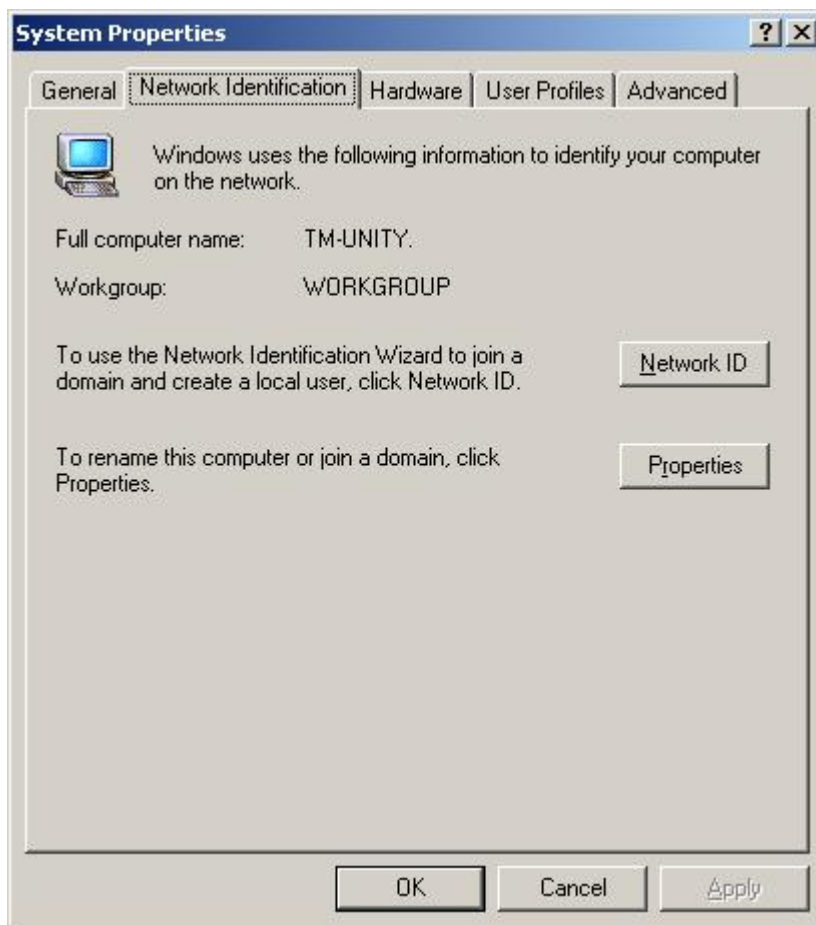 System Properties
?
General Network Identification Hardware User Profiles Advanced
Windows uses the following information to identify your computer
on the network.
Full computer name: TM-UNITY.
Workgroup: WORKGROUP
To use the Network Identification Wizard to join a
domain and create a local user, click Network ID.
Network ID
To rename this computer or join a domain, click
Properties.
Properties
OK Cancel Apply